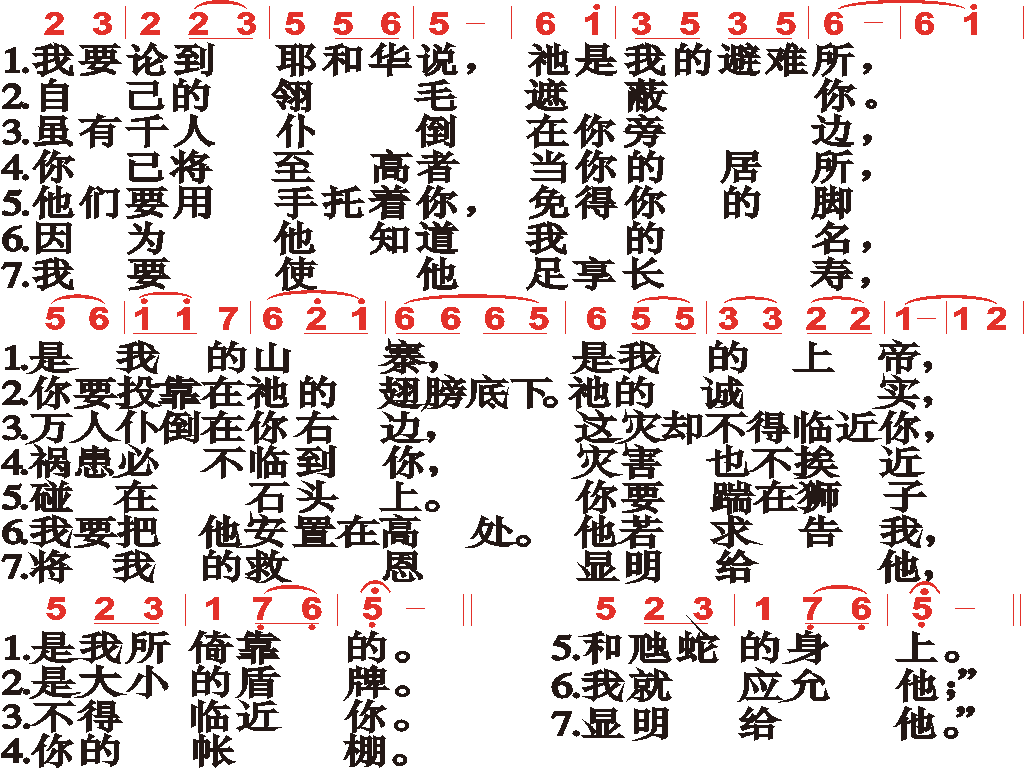 2 3 | 2 2 3 | 5 5 6 | 5 － | 6 i | 3 5 3 5 | 6 － | 6 i |
1.我要论到 耶和华说，祂是我的避难所，
2.自 己的 翎 毛 遮 蔽 你。
3.虽有千人 仆 倒 在你旁 边，
4.你 已将 至 高者 当你的 居 所，
5.他们要用 手托着你，免得你 的 脚
6.因 为 他 知道 我 的 名，
7.我 要 使 他 足享长 寿，
5 6 | i i 7 | 6 2 i | 6 6 6 5 | 6 5 5 | 3 3 2 2 | 1－ | 1 2 |
1.是 我 的山 寨， 是我 的 上 帝，
2.你要投靠在祂的 翅膀底下。祂的 诚 实，
3.万人仆倒在你右 边， 这灾却不得临近你，
4.祸患必 不临到 你， 灾害 也不挨 近
5.碰 在 石头 上。 你要 踹在狮 子
6.我要把 他安置在高 处。他若 求 告 我，
7.将 我 的救 恩 显明 给 他，
5 2 3 | 1 7 6 | 5 － || 5 2 3 | 1 7 6 | 5 － ||
1.是我所 倚靠 的。
2.是大小 的盾 牌。
3.不得 临近 你。
4.你的 帐 棚。
5.和虺蛇 的身 上。
6.我就 应允 他；”
7.显明 给 他。”